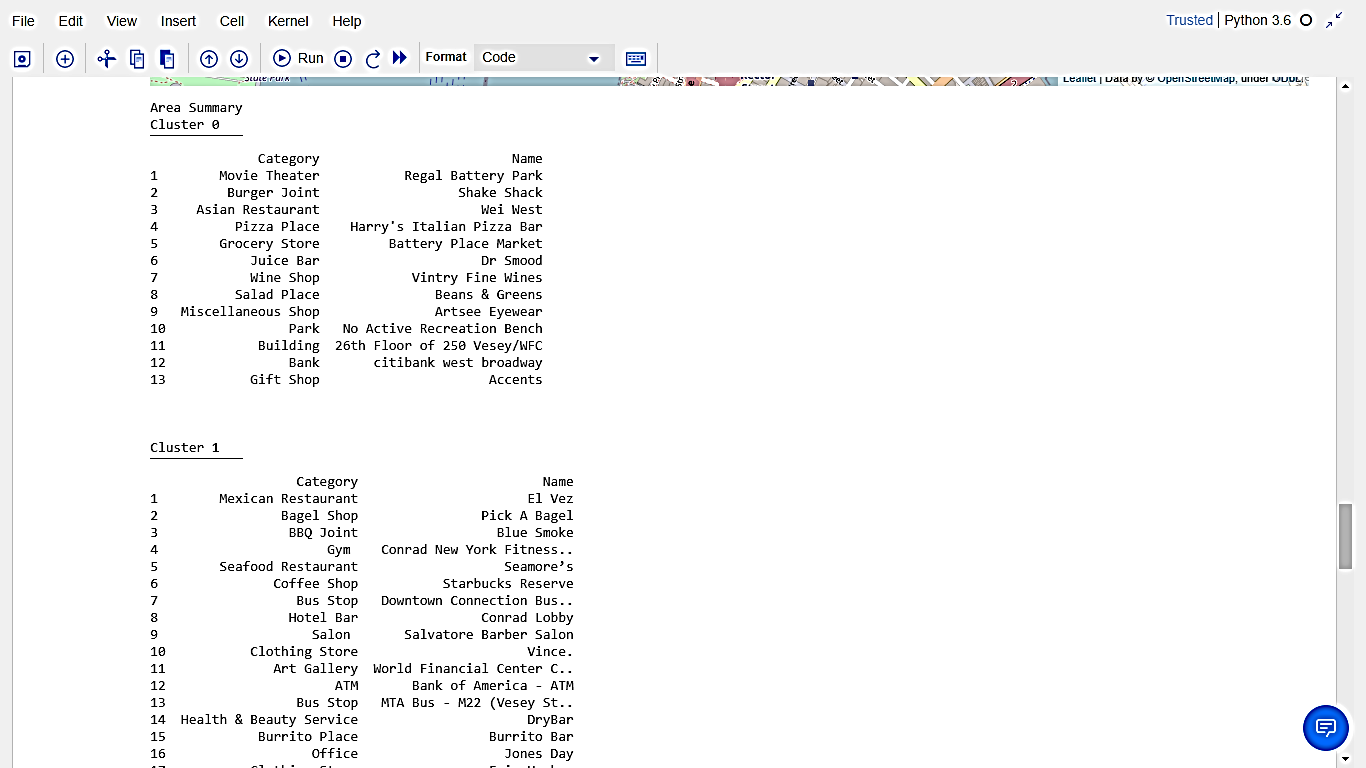 File Edit View Insert Cell Kernel Help Trusted | Python 3.6
Run Format Code
State Park Leaflet | Data by © OpenStreetMap, under ODbL.
Area Summary
Cluster 0
Category Name
1 Movie Theater Regal Battery Park
2 Burger Joint Shake Shack
3 Asian Restaurant Wei West
4 Pizza Place Harry's Italian Pizza Bar
5 Grocery Store Battery Place Market
6 Juice Bar Dr Smood
7 Wine Shop Vintry Fine Wines
8 Salad Place Beans & Greens
9 Miscellaneous Shop Artsee Eyewear
10 Park No Active Recreation Bench
11 Building 26th Floor of 250 Vesey/WFC
12 Bank citibank west broadway
13 Gift Shop Accents
Cluster 1
Category Name
1 Mexican Restaurant El Vez
2 Bagel Shop Pick A Bagel
3 BBQ Joint Blue Smoke
4 Gym Conrad New York Fitness..
5 Seafood Restaurant Seamore’s
6 Coffee Shop Starbucks Reserve
7 Bus Stop Downtown Connection Bus..
8 Hotel Bar Conrad Lobby
9 Salon Salvatore Barber Salon
10 Clothing Store Vince.
11 Art Gallery World Financial Center C..
12 ATM Bank of America - ATM
13 Bus Stop MTA Bus - M22 (Vesey St..
14 Health & Beauty Service DryBar
15 Burrito Place Burrito Bar
16 Office Jones Day